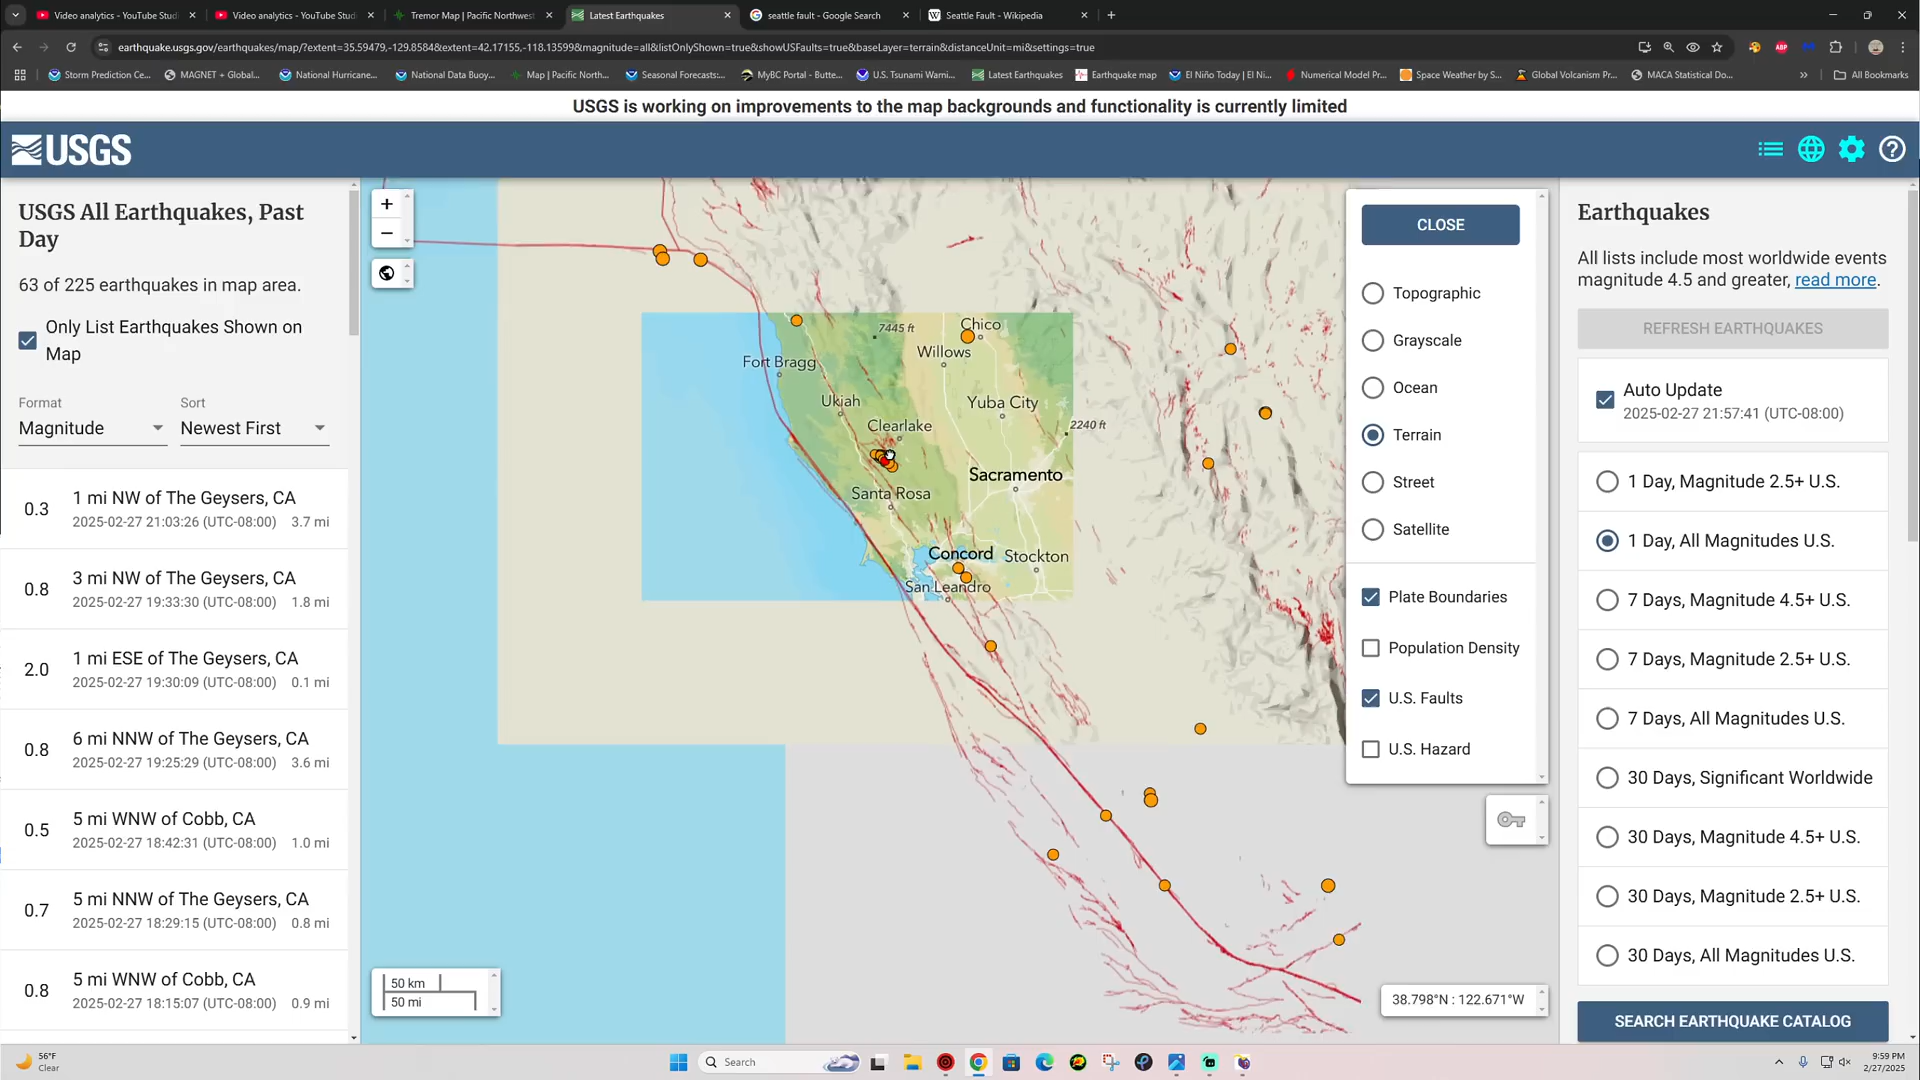 Video analytics - YouTube Studi
Video analytics - YouTube Studi
Tremor Map | Pacific Northwest
Latest Earthquakes
seattle fault - Google Search
Seattle Fault - Wikipedia
earthquake.usgs.gov/earthquakes/map/?extent=35.59479,-129.8584&extent=42.17155,-118.13599&magnitude=all&listOnlyShown=true&showUSFaults=true&baseLayer=terrain&distanceUnit=mi&settings=true
ABP
Storm Prediction Ce...
MAGNET + Global...
National Hurricane...
National Data Buoy...
Map | Pacific North...
Seasonal Forecasts:...
MyBC Portal - Butte...
U.S. Tsunami Warni...
Latest Earthquakes
Earthquake map
El Niño Today | El Ni...
Numerical Model Pr...
Space Weather by S...
Global Volcanism Pr...
MACA Statistical Do...
All Bookmarks
USGS is working on improvements to the map backgrounds and functionality is currently limited
USGS
USGS All Earthquakes, Past
Day
63 of 225 earthquakes in map area.
Only List Earthquakes Shown on
Map
Format
Magnitude
Sort
Newest First
0.3
1 mi NW of The Geysers, CA
2025-02-27 21:03:26 (UTC-08:00) 3.7 mi
0.8
3 mi NW of The Geysers, CA
2025-02-27 19:33:30 (UTC-08:00) 1.8 mi
2.0
1 mi ESE of The Geysers, CA
2025-02-27 19:30:09 (UTC-08:00) 0.1 mi
0.8
6 mi NNW of The Geysers, CA
2025-02-27 19:25:29 (UTC-08:00) 3.6 mi
0.5
5 mi WNW of Cobb, CA
2025-02-27 18:42:31 (UTC-08:00) 1.0 mi
0.7
5 mi NNW of The Geysers, CA
2025-02-27 18:29:15 (UTC-08:00) 0.8 mi
0.8
5 mi WNW of Cobb, CA
2025-02-27 18:15:07 (UTC-08:00) 0.9 mi
+
−
7445 ft
Chico
Willows
Fort Bragg
Ukiah
Yuba City
Clearlake
2240 ft
Sacramento
Santa Rosa
Concord
Stockton
San Leandro
50 km
50 mi
CLOSE
Topographic
Grayscale
Ocean
Terrain
Street
Satellite
Plate Boundaries
Population Density
U.S. Faults
U.S. Hazard
38.798°N : 122.671°W
Earthquakes
All lists include most worldwide events
magnitude 4.5 and greater, read more.
REFRESH EARTHQUAKES
Auto Update
2025-02-27 21:57:41 (UTC-08:00)
1 Day, Magnitude 2.5+ U.S.
1 Day, All Magnitudes U.S.
7 Days, Magnitude 4.5+ U.S.
7 Days, Magnitude 2.5+ U.S.
7 Days, All Magnitudes U.S.
30 Days, Significant Worldwide
30 Days, Magnitude 4.5+ U.S.
30 Days, Magnitude 2.5+ U.S.
30 Days, All Magnitudes U.S.
SEARCH EARTHQUAKE CATALOG
56°F
Clear
Search
9:59 PM
2/27/2025